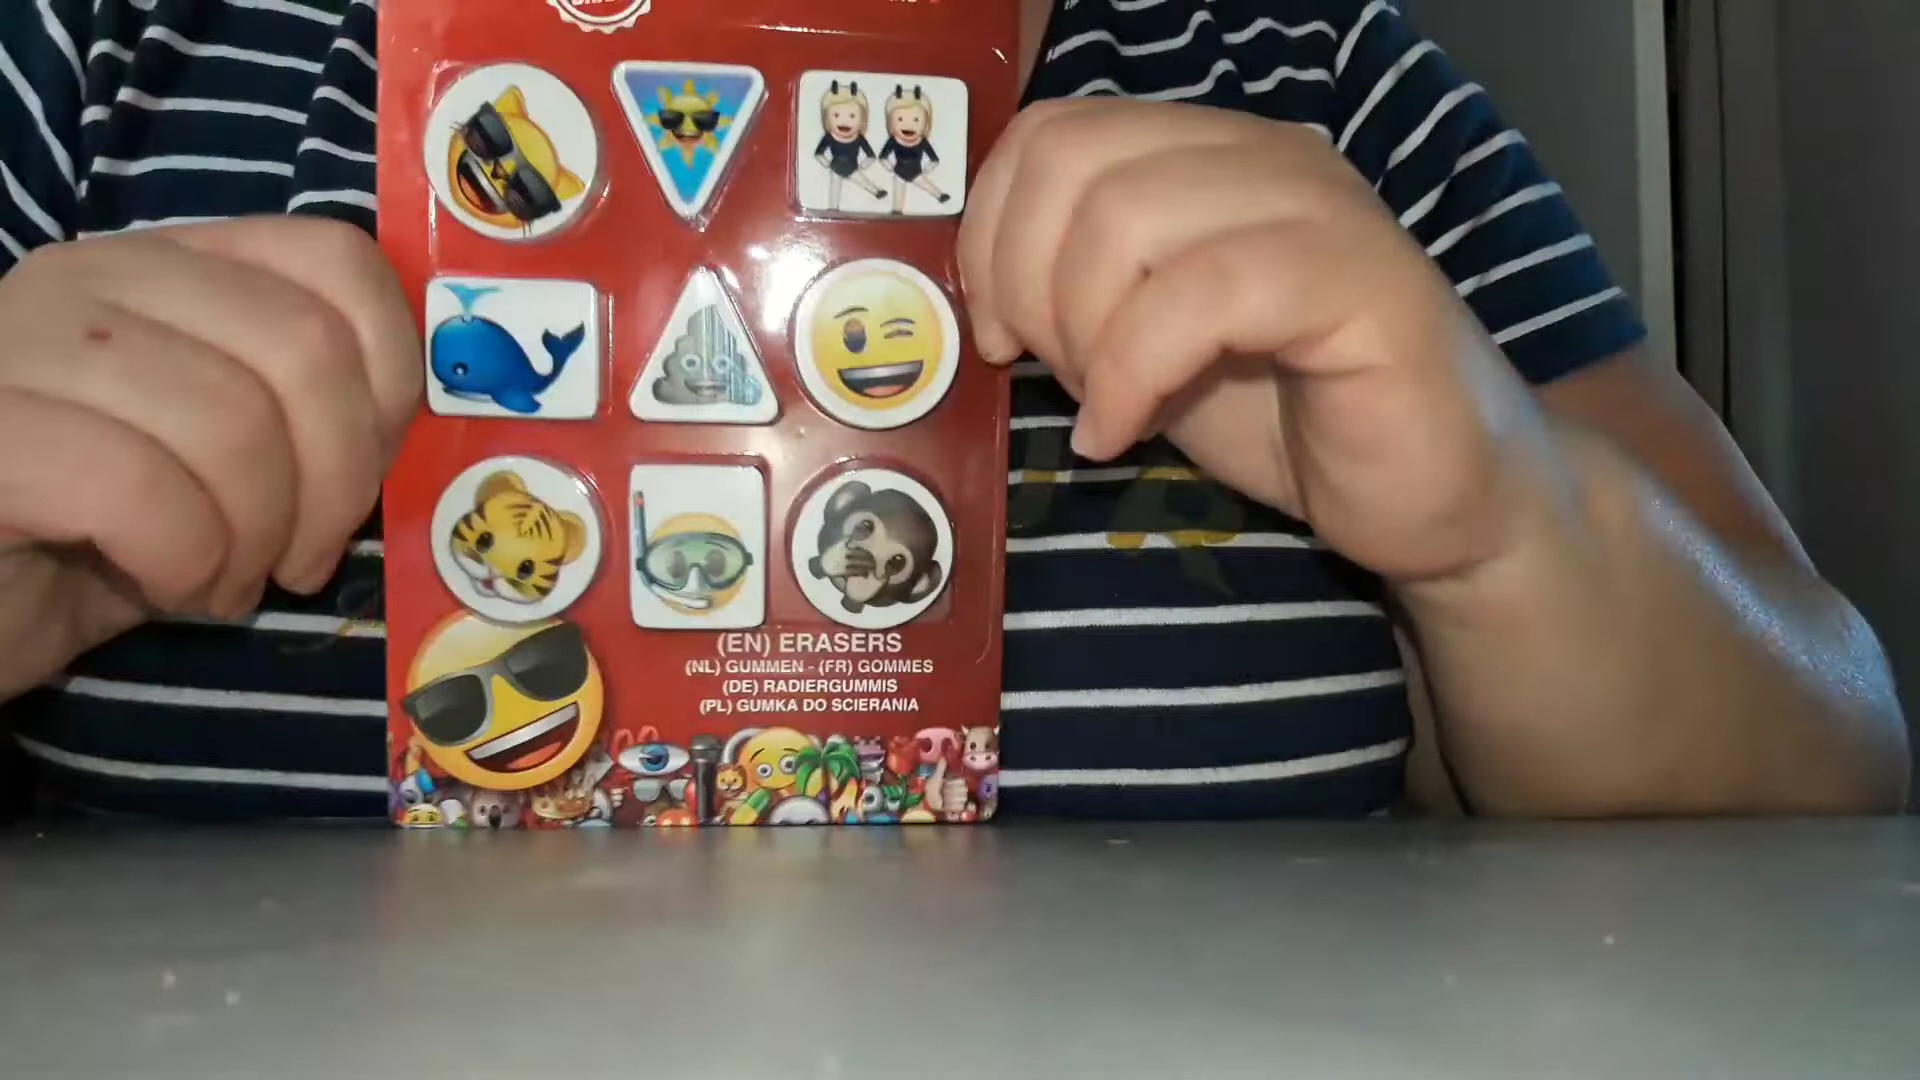 (EN) ERASERS
(NL) GUMMEN - (FR) GOMMES
(DE) RADIERGUMMIS
(PL) GUMKA DO SCIERANIA